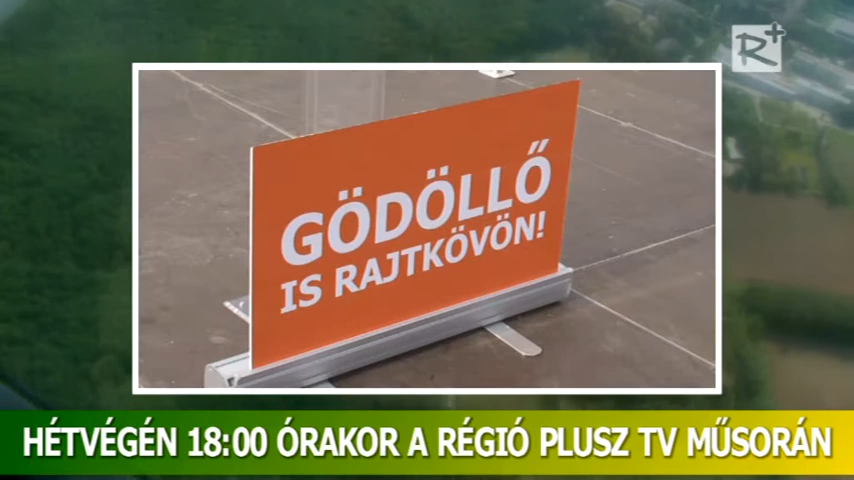 R+
GÖDÖLLŐ
IS RAJTKÖVÖN!
HÉTVÉGÉN 18:00 ÓRAKOR A RÉGIÓ PLUSZ TV MŰSORÁN